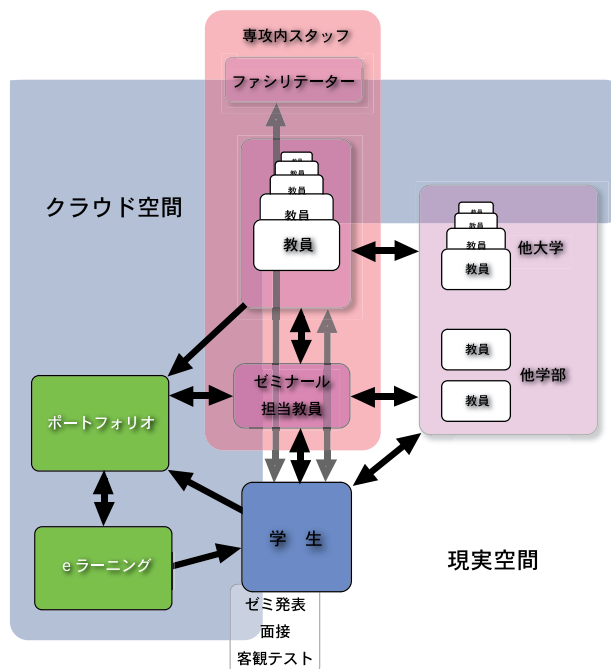 専攻内スタッフ
ファシリテーター
クラウド空間
教員
教員
教員
教員
教員
教員
教員
教員
教員
他大学
教員
教員
他学部
ゼミナール
担当教員
ポートフォリオ
eラーニング
学 生
現実空間
ゼミ発表
面接
客観テスト